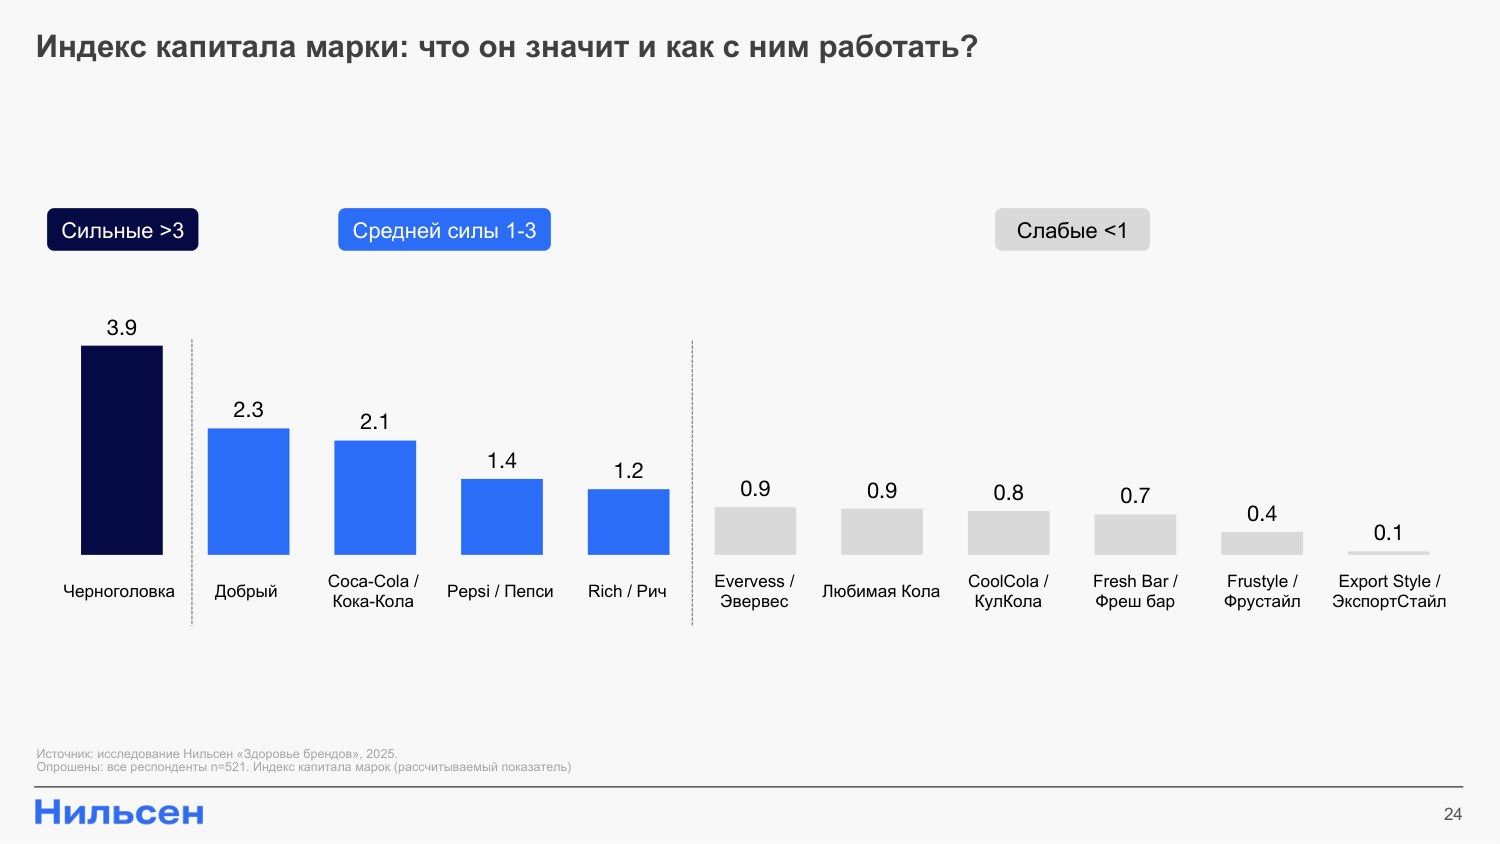 Индекс капитала марки: что он значит и как с ним работать?
Сильные >3
Средней силы 1-3
Слабые <1
3.9
2.3
2.1
1.4
1.2
0.9
0.9
0.8
0.7
0.4
0.1
Черноголовка
Добрый
Coca-Cola /
Кока-Кола
Pepsi / Пепси
Rich / Рич
Evervess /
Эвервес
Любимая Кола
CoolCola /
КулКола
Fresh Bar /
Фреш бар
Frustyle /
Фрустайл
Export Style /
ЭкспортСтайл
Источник: исследование Нильсен «Здоровье брендов», 2025.
Опрошены: все респонденты n=521. Индекс капитала марок (рассчитываемый показатель)
Нильсен
24